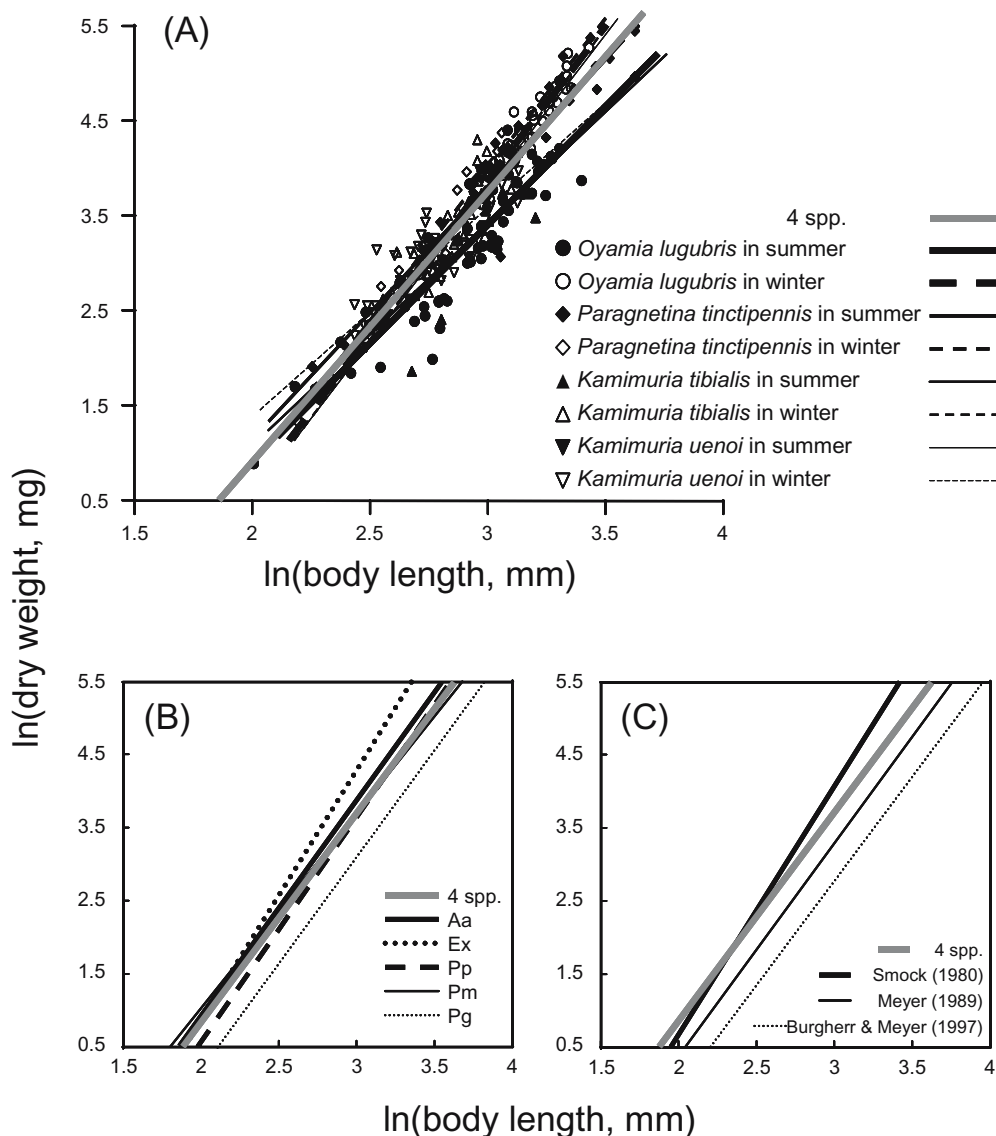 (A)
5.5
4.5
3.5
2.5
1.5
0.5
1.5 2 2.5 3 3.5 4
ln(body length, mm)
4 spp.
Oyamia lugubris in summer
Oyamia lugubris in winter
Paragnetina tinctipennis in summer
Paragnetina tinctipennis in winter
Kamimuria tibialis in summer
Kamimuria tibialis in winter
Kamimuria uenoi in summer
Kamimuria uenoi in winter
ln(dry weight, mg)
(B)
5.5
4.5
3.5
2.5
1.5
0.5
1.5 2 2.5 3 3.5 4
4 spp.
Aa
Ex
Pp
Pm
Pg
(C)
5.5
4.5
3.5
2.5
1.5
0.5
1.5 2 2.5 3 3.5 4
4 spp.
Smock (1980)
Meyer (1989)
Burgherr & Meyer (1997)
ln(body length, mm)